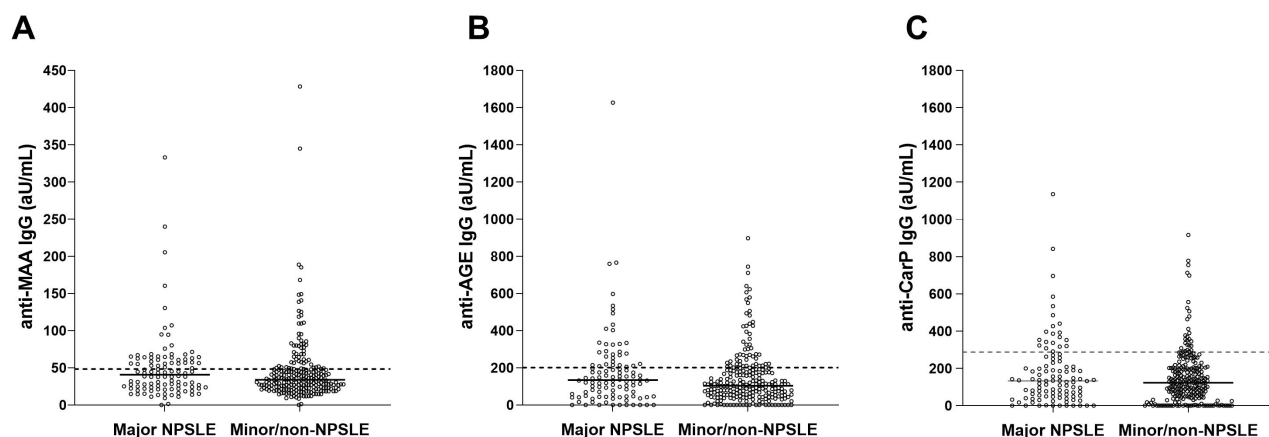 A
B
C
anti-MAA IgG (aU/mL)
450
400
350
300
250
200
150
100
50
0
Major NPSLE
Minor/non-NPSLE
anti-AGE IgG (aU/mL)
1800
1600
1400
1200
1000
800
600
400
200
0
Major NPSLE
Minor/non-NPSLE
anti-CarP IgG (aU/mL)
1800
1600
1400
1200
1000
800
600
400
200
0
Major NPSLE
Minor/non-NPSLE